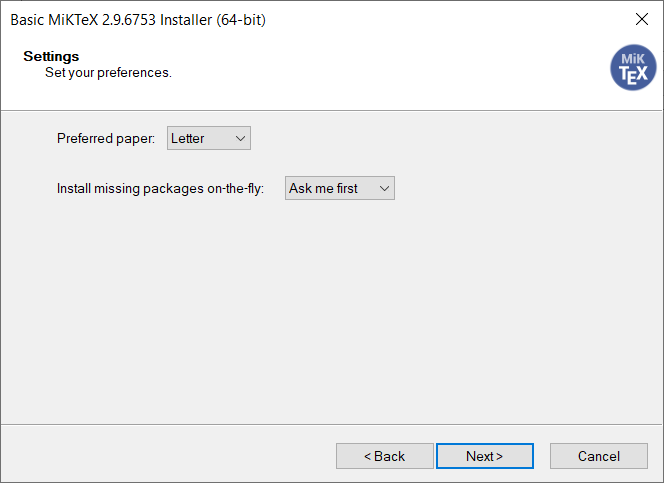 Basic MiKTeX 2.9.6753 Installer (64-bit)
Settings
Set your preferences.
MiK
TEX
Preferred paper: Letter
Install missing packages on-the-fly: Ask me first
< Back Next > Cancel